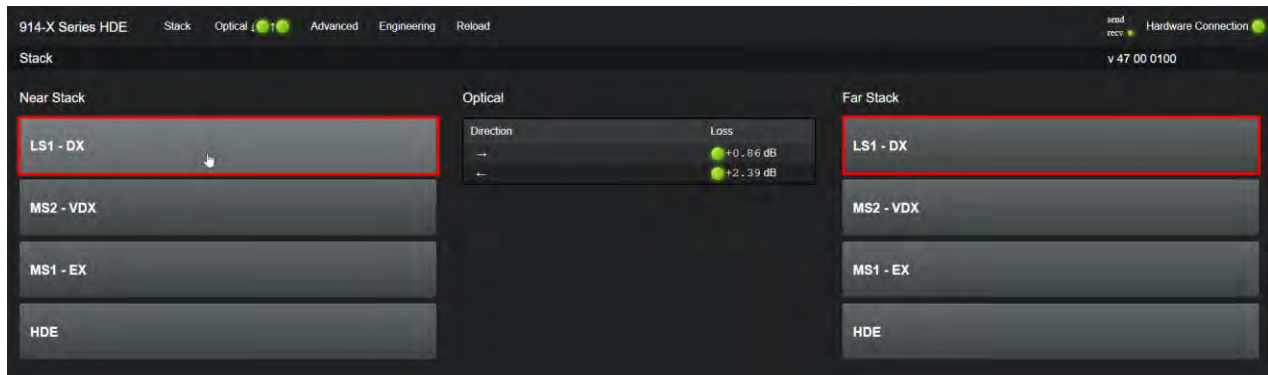 914-X Series HDE Stack Optical ↓↑ Advanced Engineering Reload send recv Hardware Connection
Stack v 47 00 0100
Near Stack
LS1 - DX
MS2 - VDX
MS1 - EX
HDE
Optical
Direction Loss
→ +0.86 dB
← +2.39 dB
Far Stack
LS1 - DX
MS2 - VDX
MS1 - EX
HDE